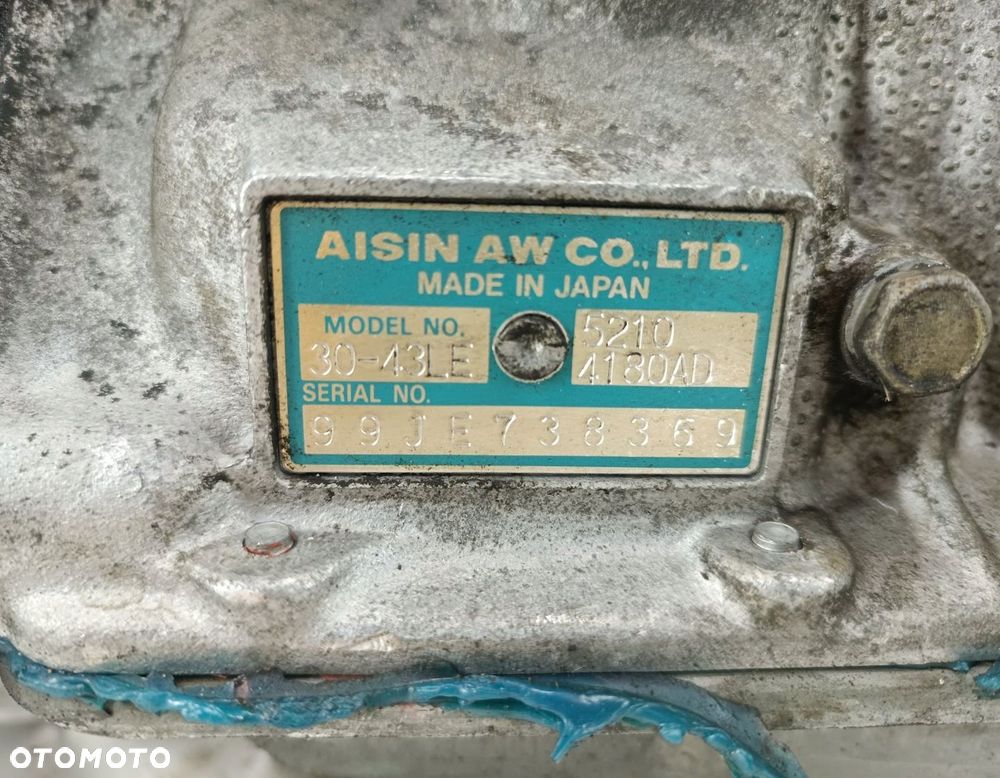 AISIN AW CO., LTD.
MADE IN JAPAN
MODEL NO.
30-43LE
5210
4180AD
SERIAL NO.
99JE738369
OTOMOTO